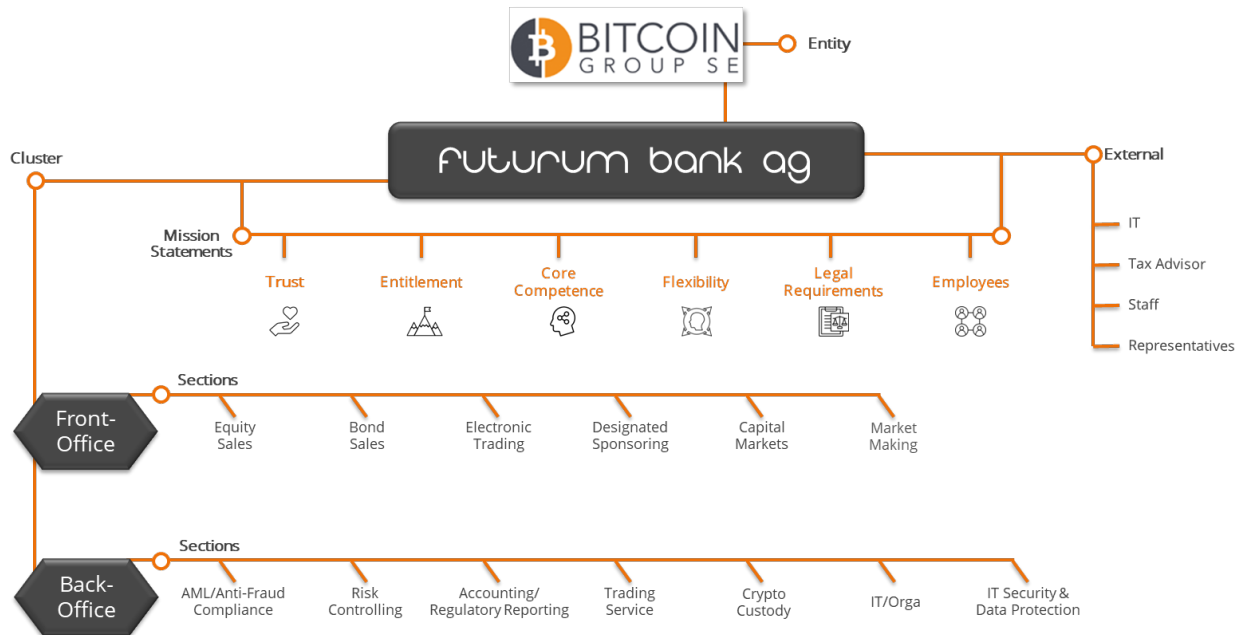 BITCOIN
GROUP SE
Entity
futurum bank ag
Cluster
External
Mission
Statements
IT
Tax Advisor
Staff
Representatives
Trust
Entitlement
Core
Competence
Flexibility
Legal
Requirements
Employees
Sections
Front-
Office
Equity
Sales
Bond
Sales
Electronic
Trading
Designated
Sponsoring
Capital
Markets
Market
Making
Sections
Back-
Office
AML/Anti-Fraud
Compliance
Risk
Controlling
Accounting/
Regulatory Reporting
Trading
Service
Crypto
Custody
IT/Orga
IT Security &
Data Protection